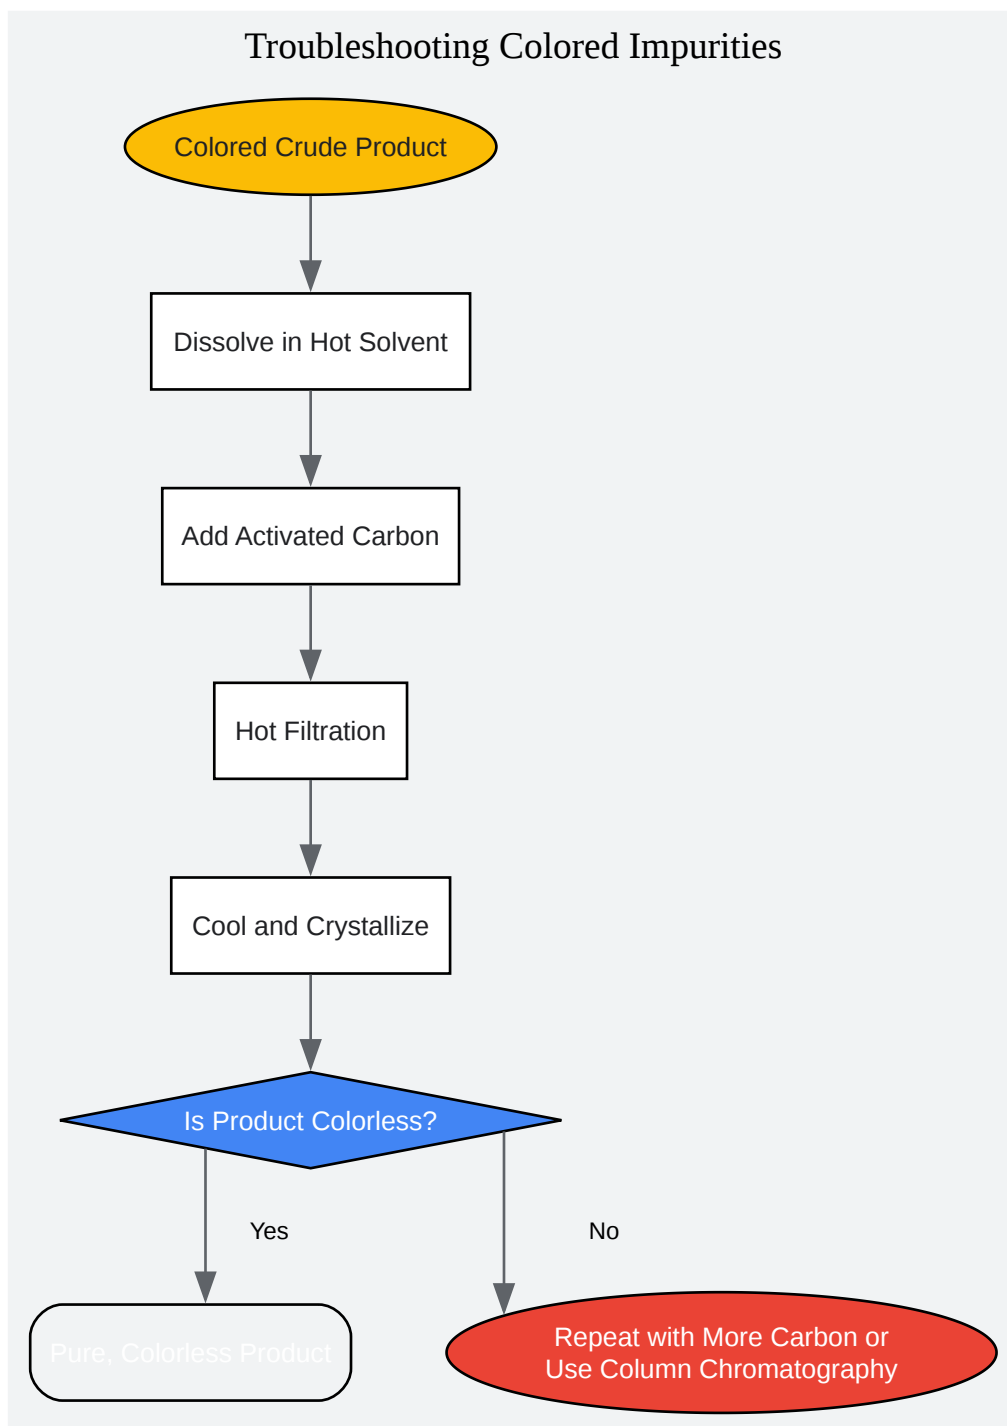 Troubleshooting Colored Impurities
Colored Crude Product
Dissolve in Hot Solvent
Add Activated Carbon
Hot Filtration
Cool and Crystallize
Is Product Colorless?
Yes
No
Pure, Colorless Product
Repeat with More Carbon or
Use Column Chromatography